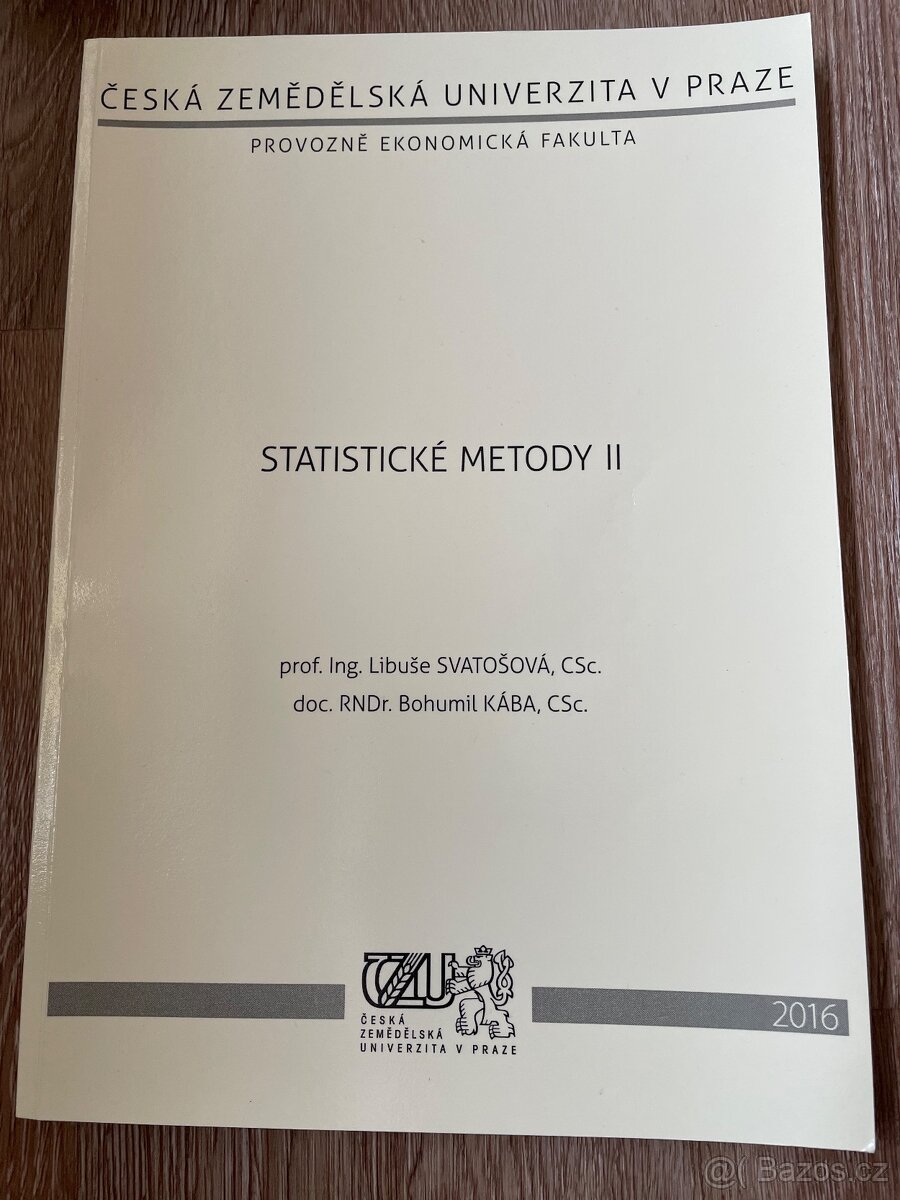 ČESKÁ ZEMĚDĚLSKÁ UNIVERZITA V PRAZE
PROVOZNĚ EKONOMICKÁ FAKULTA
STATISTICKÉ METODY II
prof. Ing. Libuše SVATOŠOVÁ, CSc.
doc. RNDr. Bohumil KÁBA, CSc.
ČZU
ČESKÁ
ZEMĚDĚLSKÁ
UNIVERZITA V PRAZE
2016
@( Bazos.cz